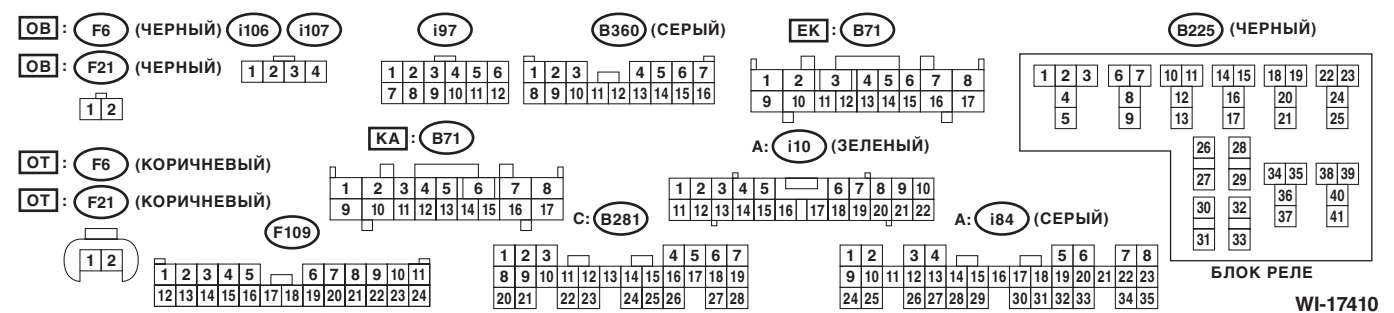 OB : F6 (ЧЕРНЫЙ) i106 i107
OB : F21 (ЧЕРНЫЙ)
1 2 3 4
1 2
i97
1 2 3 4 5 6
7 8 9 10 11 12
B360 (СЕРЫЙ)
1 2 3 4 5 6 7
8 9 10 11 12 13 14 15 16
EK : B71
1 2 3 4 5 6 7 8
9 10 11 12 13 14 15 16 17
B225 (ЧЕРНЫЙ)
1 2 3 6 7 10 11 14 15 18 19 22 23
4 8 12 16 20 24
5 9 13 17 21 25
26 28
27 29
34 35 38 39
36 40
37 41
30 32
31 33
БЛОК РЕЛЕ
OT : F6 (КОРИЧНЕВЫЙ)
OT : F21 (КОРИЧНЕВЫЙ)
1 2
KA : B71
1 2 3 4 5 6 7 8
9 10 11 12 13 14 15 16 17
A: i10 (ЗЕЛЕНЫЙ)
1 2 3 4 5 6 7 8 9 10
11 12 13 14 15 16 17 18 19 20 21 22
F109
1 2 3 4 5 6 7 8 9 10 11
12 13 14 15 16 17 18 19 20 21 22 23 24
C: B281
1 2 3 4 5 6 7
8 9 10 11 12 13 14 15 16 17 18 19
20 21 22 23 24 25 26 27 28
A: i84 (СЕРЫЙ)
1 2 3 4 5 6 7 8
9 10 11 12 13 14 15 16 17 18 19 20 21 22 23
24 25 26 27 28 29 30 31 32 33 34 35
WI-17410